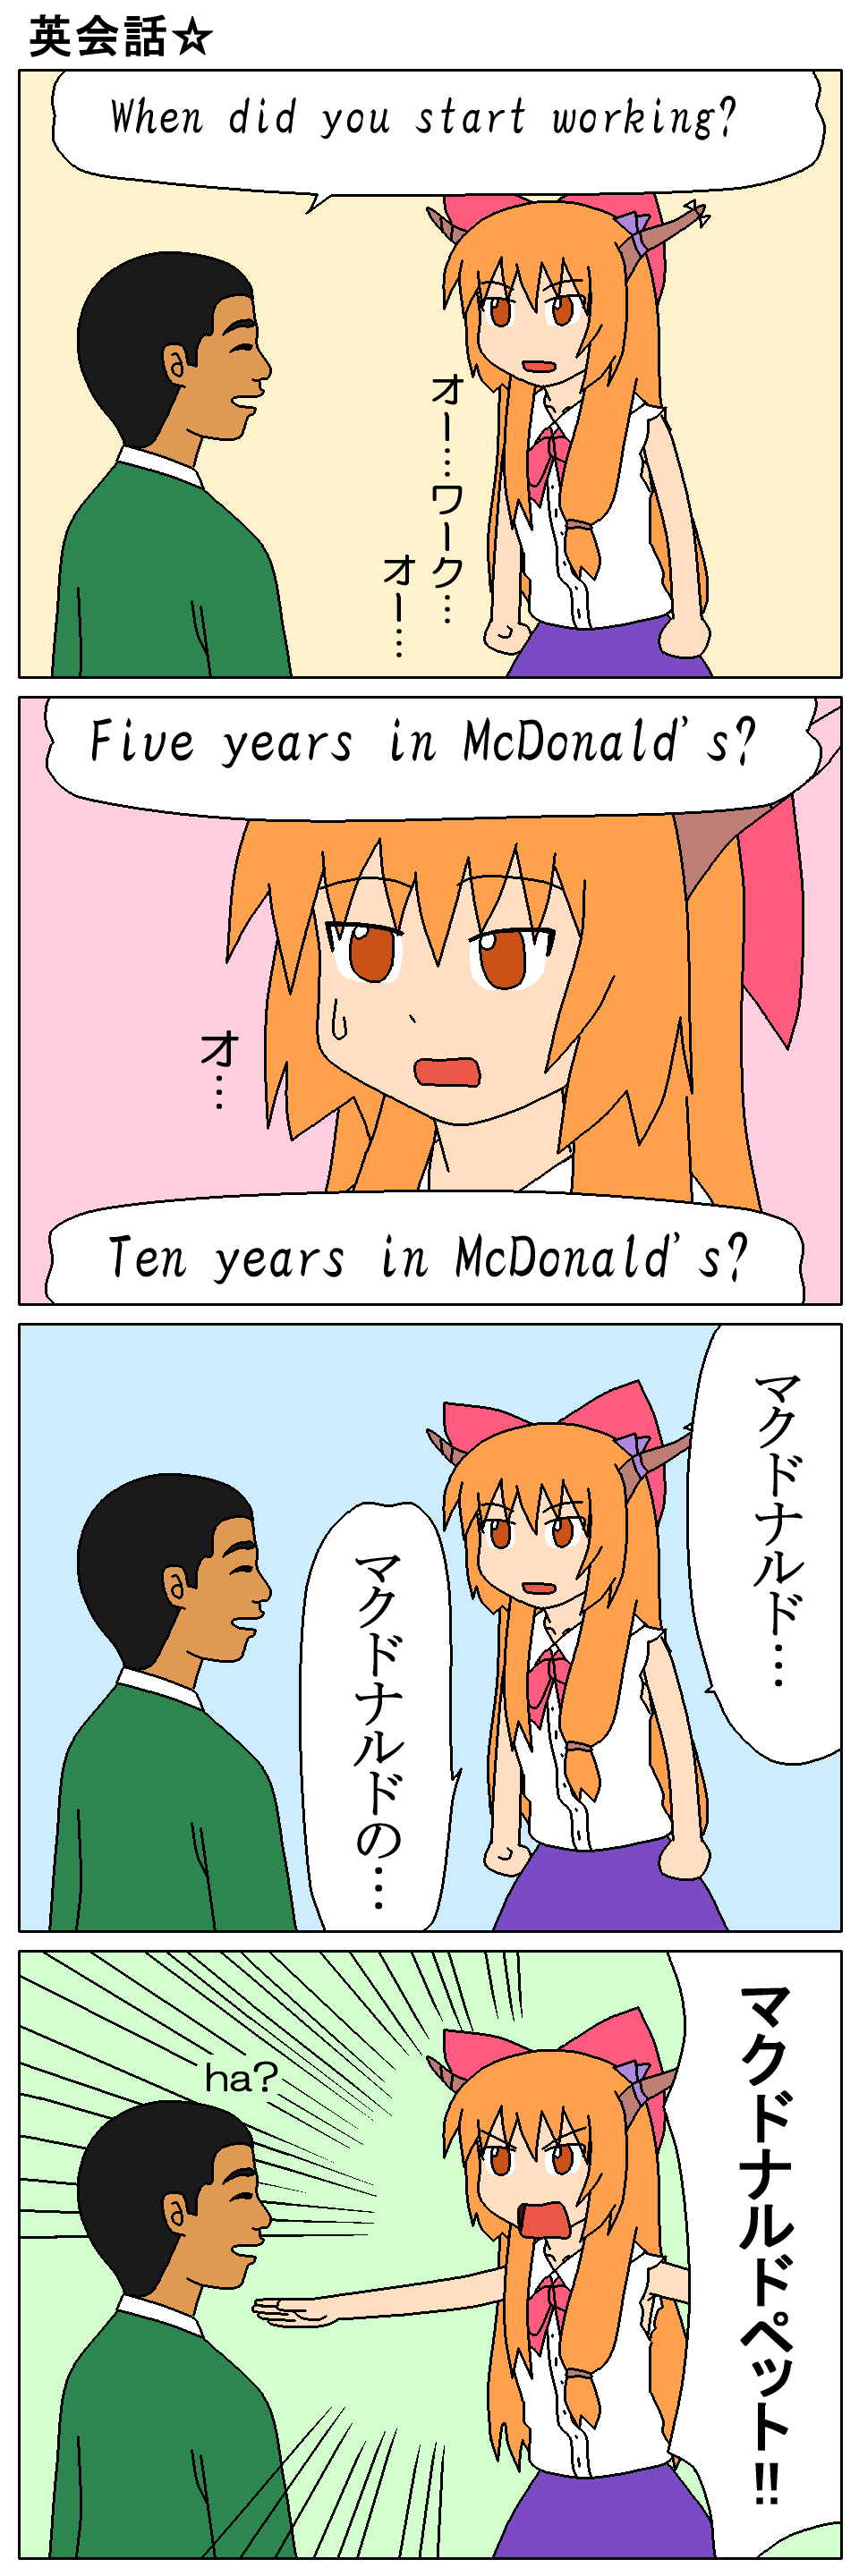 英会話☆
When did you start working?
オー…ワーク…
オー…
Five years in McDonald's?
オ…
Ten years in McDonald's?
マクドナルド…
マクドナルドの…
ha?
マクドナルドペット!!